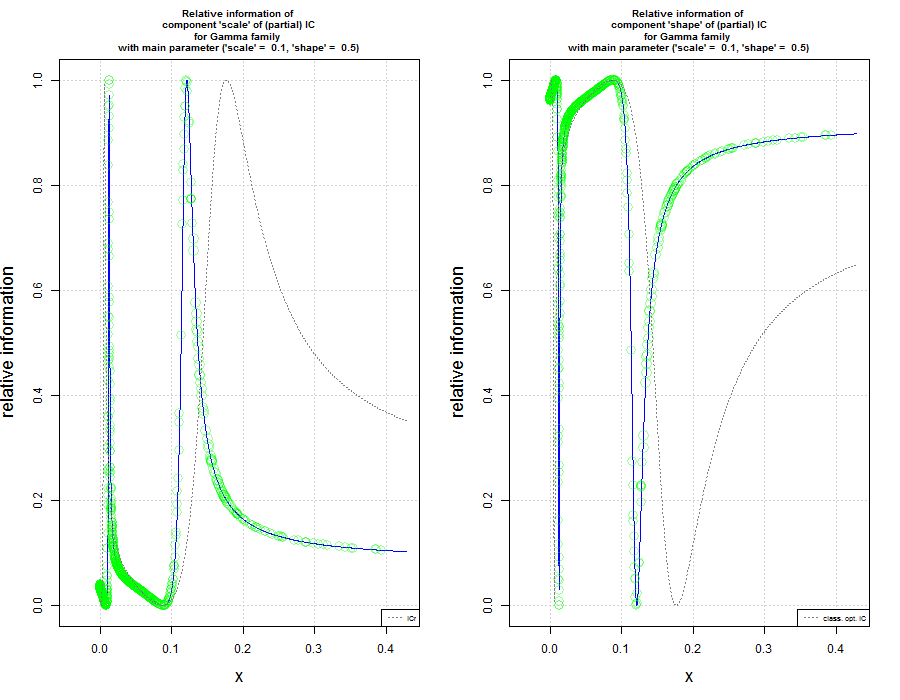 Relative information of
component 'scale' of (partial) IC
for Gamma family
with main parameter ('scale' =  0.1, 'shape' =  0.5)
relative information
1.0
0.8
0.6
0.4
0.2
0.0
0.0 0.1 0.2 0.3 0.4
x
ICr
Relative information of
component 'shape' of (partial) IC
for Gamma family
with main parameter ('scale' =  0.1, 'shape' =  0.5)
relative information
1.0
0.8
0.6
0.4
0.2
0.0
0.0 0.1 0.2 0.3 0.4
x
class. opt. IC